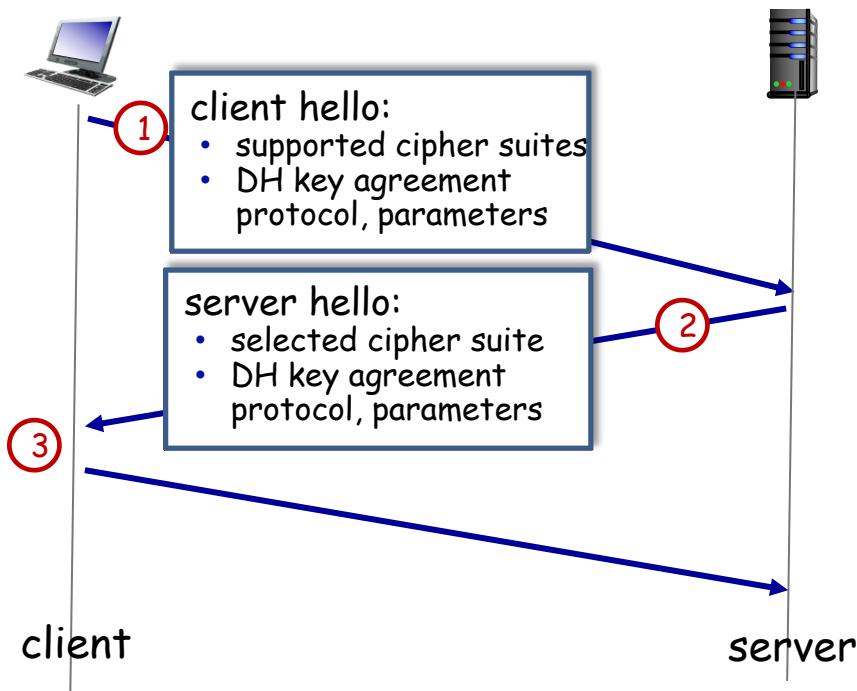 1
client hello:
• supported cipher suites
• DH key agreement
protocol, parameters
server hello:
• selected cipher suite
• DH key agreement
protocol, parameters
2
3
client
server